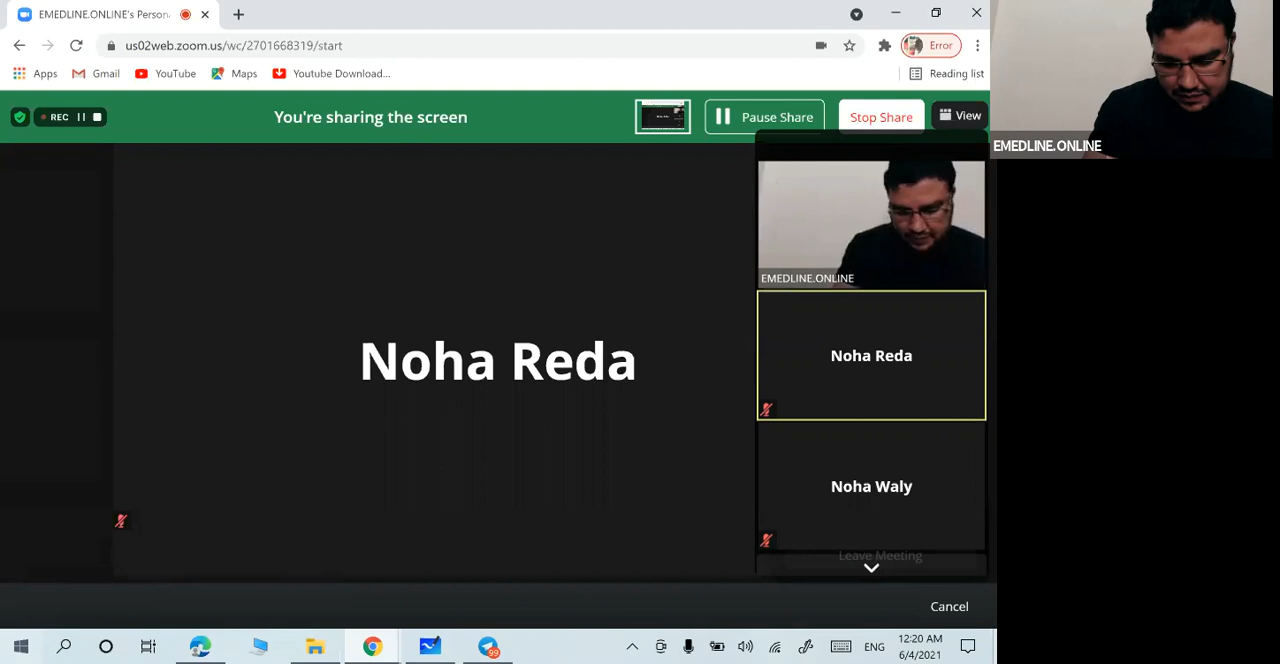 EMEDLINE.ONLINE's Person
us02web.zoom.us/wc/2701668319/start
Error
Apps
Gmail
YouTube
Maps
Youtube Download...
Reading list
REC
You're sharing the screen
Pause Share
Stop Share
View
EMEDLINE.ONLINE
EMEDLINE.ONLINE
Noha Reda
Noha Reda
Noha Waly
Leave Meeting
Cancel
99
ENG
12:20 AM
6/4/2021